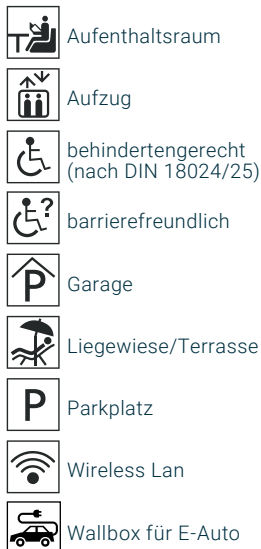 Aufenthaltsraum
Aufzug
behindertengerecht
(nach DIN 18024/25)
?
barrierefreundlich
P
Garage
Liegewiese/Terrasse
P
Parkplatz
Wireless Lan
Wallbox für E-Auto